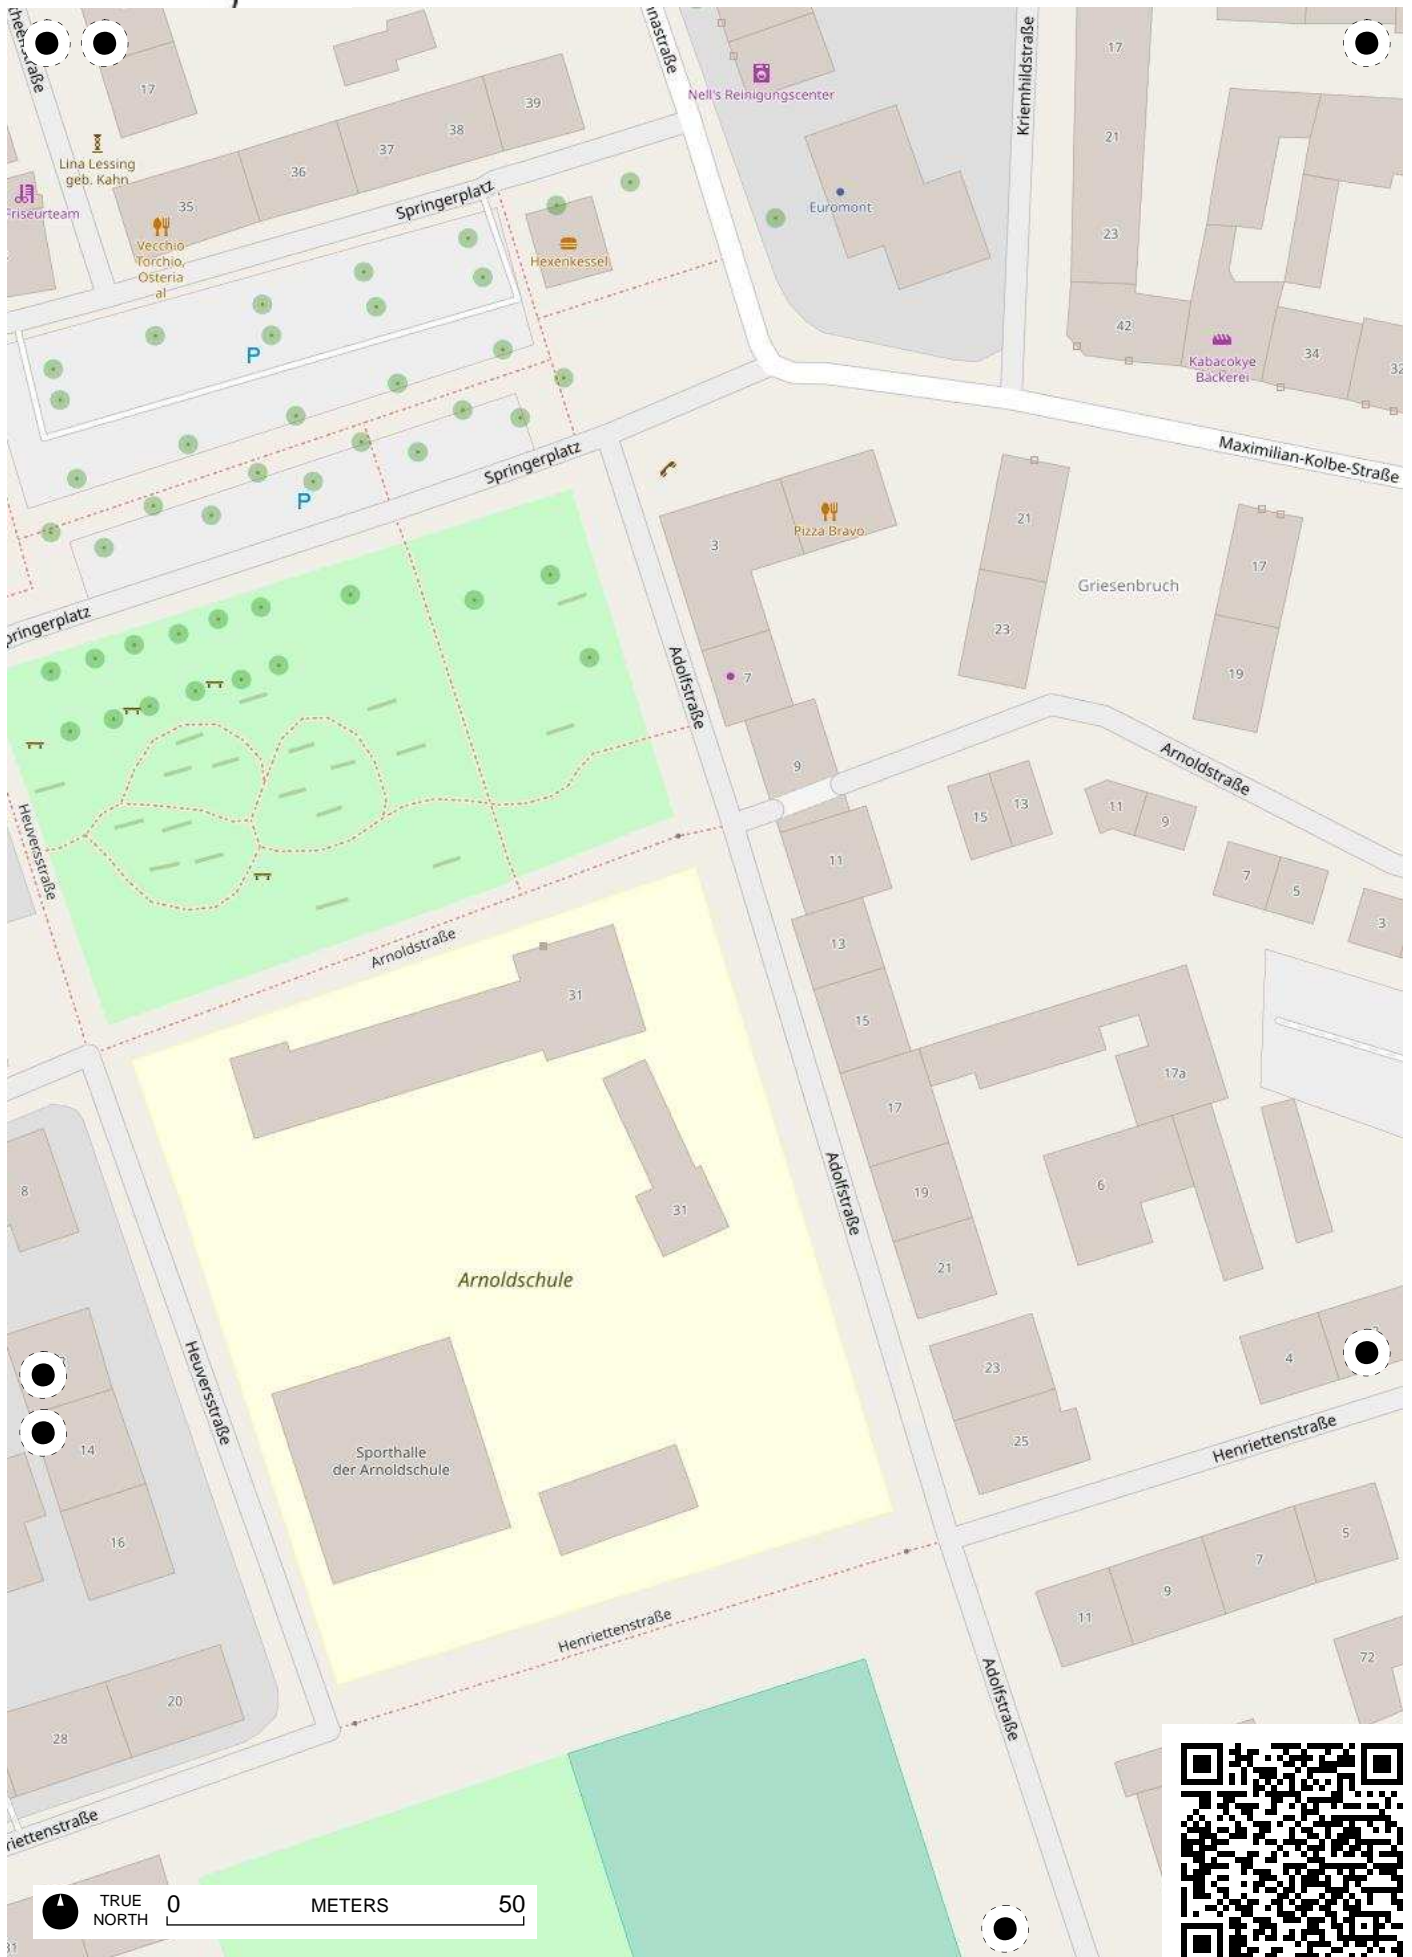 17
39
38
37
36
35
Lina Lessing
geb. Kahn
Friseurteam
Vecchio
Torchio,
Osteria
al
Springerplatz
Hexenkessel
Nell's Reinigungscenter
Euromont
Kriemhildstraße
17
21
23
42
Kabacokye
Bäckerei
34
32
Maximilian-Kolbe-Straße
P
P
Springerplatz
Springerplatz
3
Pizza Bravo
21
23
Griesenbruch
17
19
Adolfstraße
7
9
Arnoldstraße
15
13
11
9
7
5
3
11
13
15
17
19
21
23
25
17a
6
4
Heuversstraße
Arnoldstraße
31
31
Arnoldschule
Adolfstraße
8
14
16
20
28
Heuversstraße
Sporthalle
der Arnoldschule
Henriettenstraße
Henriettenstraße
5
7
9
11
72
Adolfstraße
riettenstraße
31
TRUE
NORTH
0 METERS 50